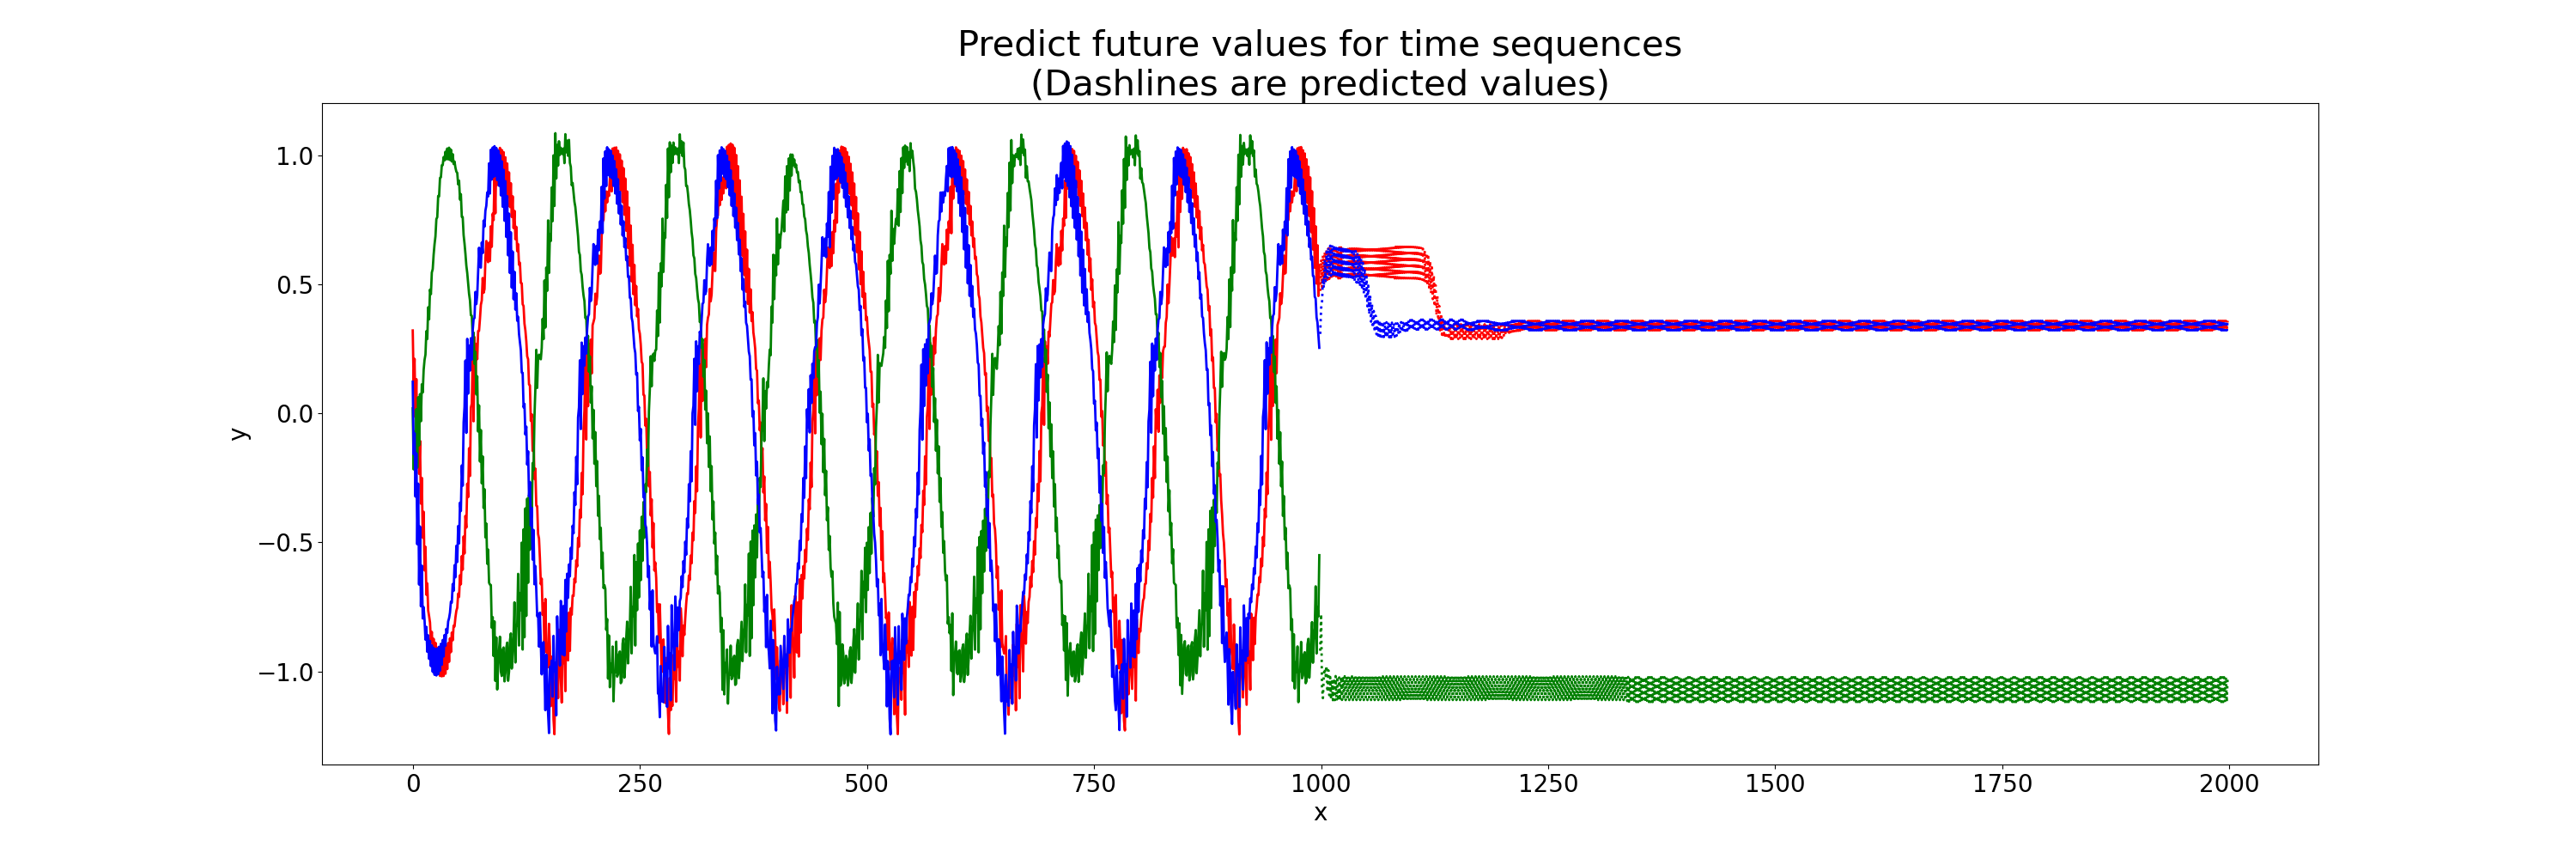 Predict future values for time sequences
(Dashlines are predicted values)
1.0
0.5
0.0
−0.5
−1.0
y
0 250 500 750 1000 1250 1500 1750 2000
x